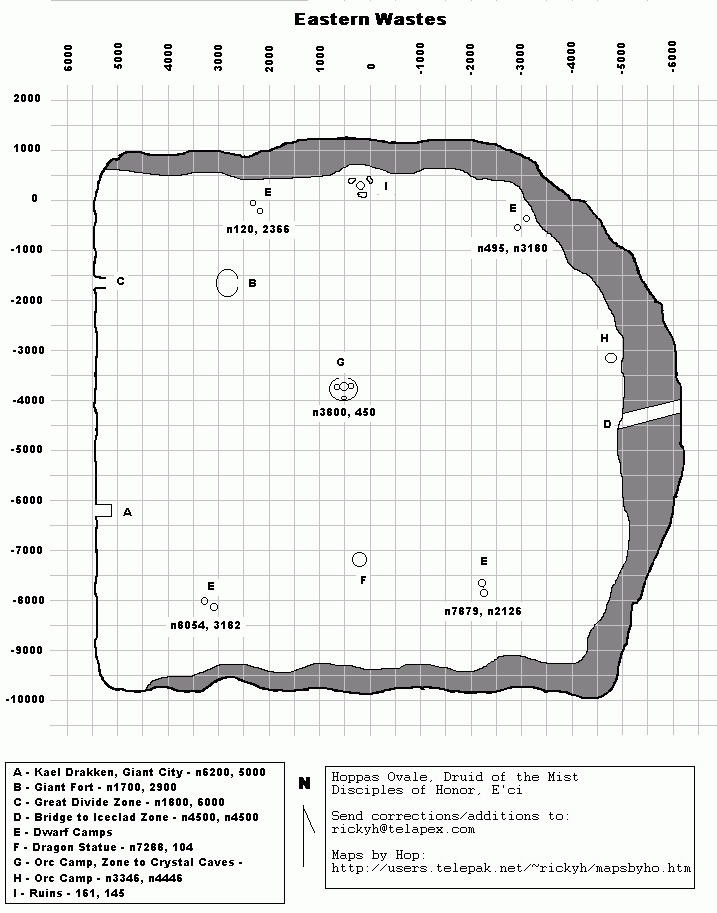 Eastern Wastes
6000 5000 4000 3000 2000 1000 0 -1000 -2000 -3000 -4000 -5000 -6000
2000
1000
0
-1000
-2000
-3000
-4000
-5000
-6000
-7000
-8000
-9000
-10000
E
I
n120, 2366
E
n495, n3180
C
B
H
G
n3800, 450
D
A
F
E
n7679, n2126
E
n8054, 3182
A - Kael Drakken, Giant City - n6200, 5000
B - Giant Fort - n1700, 2900
C - Great Divide Zone - n1600, 6000
D - Bridge to Iceclad Zone - n4500, n4500
E - Dwarf Camps
F - Dragon Statue - n7288, 104
G - Orc Camp, Zone to Crystal Caves -
H - Orc Camp - n3346, n4446
I - Ruins - 161, 145
N
Hoppas Ovale, Druid of the Mist
Disciples of Honor, E'ci
Send corrections/additions to:
rickyh@telapex.com
Maps by Hop:
http://users.telepak.net/~rickyh/mapsbyho.htm